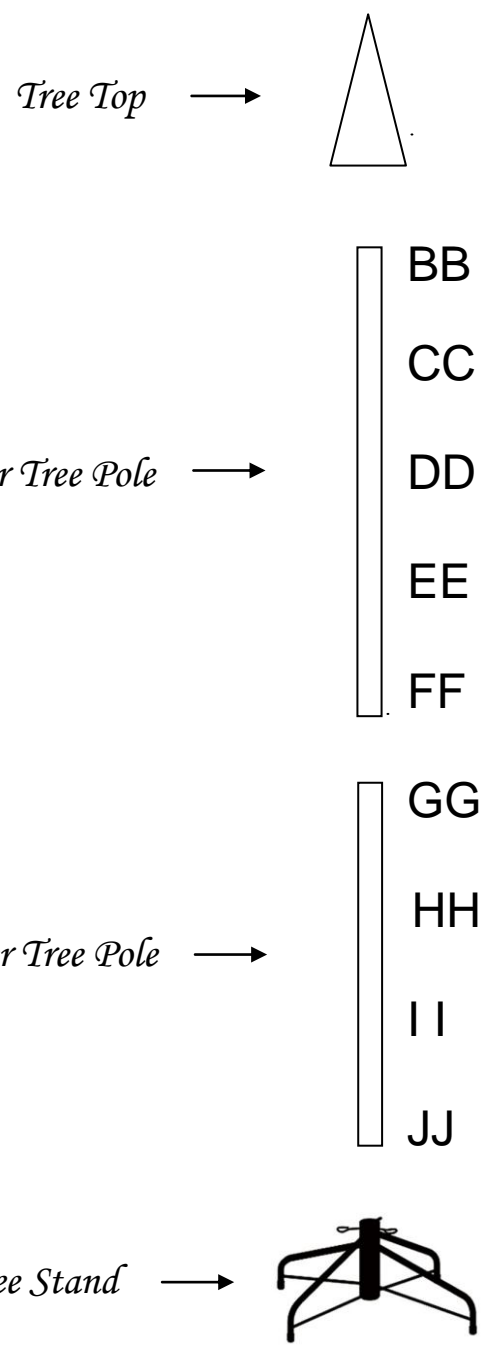 Tree Top
BB
CC
r Tree Pole DD
EE
FF
GG
HH
r Tree Pole
I I
JJ
ee Stand